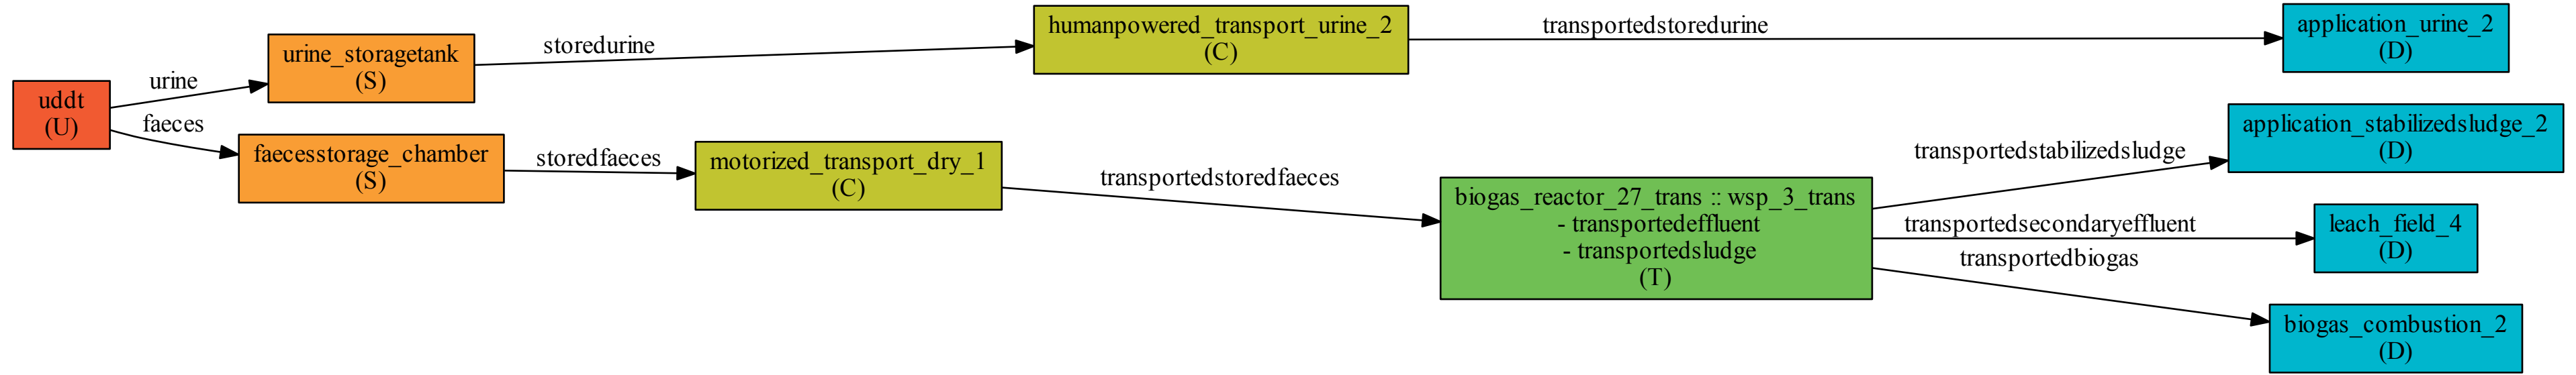 uddt
(U)
urine
faeces
urine_storagetank
(S)
faecesstorage_chamber
(S)
storedurine
storedfaeces
motorized_transport_dry_1
(C)
humanpowered_transport_urine_2
(C)
transportedstoredfaeces
transportedstoredurine
biogas_reactor_27_trans :: wsp_3_trans
- transportedeffluent
- transportedsludge
(T)
transportedstabilizedsludge
transportedsecondaryeffluent
transportedbiogas
application_urine_2
(D)
application_stabilizedsludge_2
(D)
leach_field_4
(D)
biogas_combustion_2
(D)